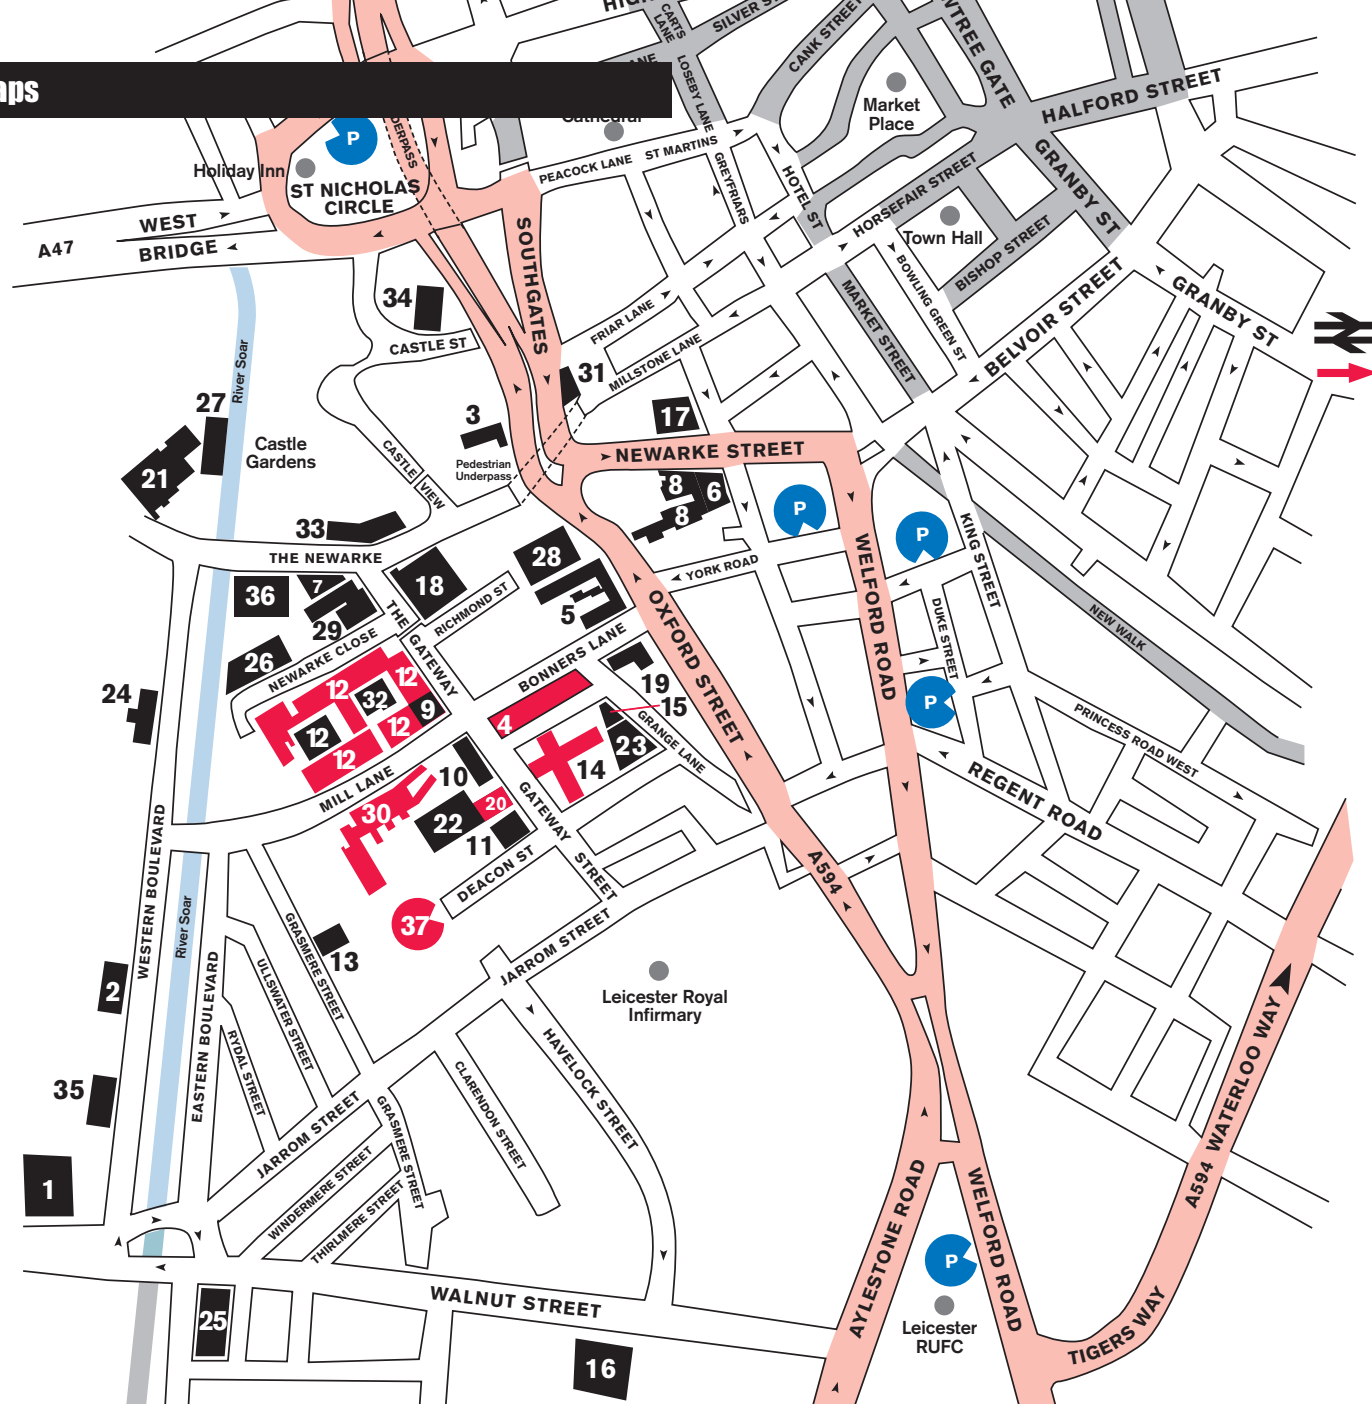 aps
CARTS
LANE
SILVER
CANK STREET
HALFORD STREET
LOSEBY LANE
LANE
Market
Place
Cathedral
P
Holiday Inn
ST NICHOLAS
CIRCLE
PEACOCK LANE
ST MARTINS
GREYFRIARS
HOTEL ST
HORSEFAIR STREET
GRANBY ST
Town Hall
BISHOP STREET
WEST
BRIDGE
A47
SOUTHGATES
34
CASTLE ST
FRIAR LANE
MILLSTONE LANE
MARKET STREET
BOWLING GREEN ST
BELVOIR STREET
GRANBY ST
River Soar
27
21
Castle
Gardens
3
Pedestrian
Underpass
31
17
NEWARKE STREET
CASTLE
VIEW
33
THE NEWARKE
8
6
8
P
P
YORK ROAD
KING STREET
WELFORD ROAD
DUKE STREET
NEW WALK
36
7
29
18
28
5
RICHMOND ST
THE
GATEWAY
NEWARKE CLOSE
26
BONNERS LANE
OXFORD STREET
24
12
12
32
9
12
12
12
4
19
15
23
14
GRANGE LANE
P
PRINCESS ROAD WEST
REGENT ROAD
MILL LANE
10
30
20
22
11
GATEWAY
STREET
DEACON ST
A594
WESTERN BOULEVARD
37
13
JARROM STREET
River Soar
EASTERN BOULEVARD
GRASMERE STREET
ULLSWATER STREET
RYDAL STREET
2
35
1
Leicester Royal
Infirmary
HAVELOCK STREET
CLARENDON STREET
JARROM STREET
GRASMERE STREET
WINDERMERE STREET
THIRLMERE STREET
A594 WATERLOO WAY
AYLESTONE ROAD
WELFORD ROAD
P
Leicester
RUFC
TIGERS WAY
25
WALNUT STREET
16